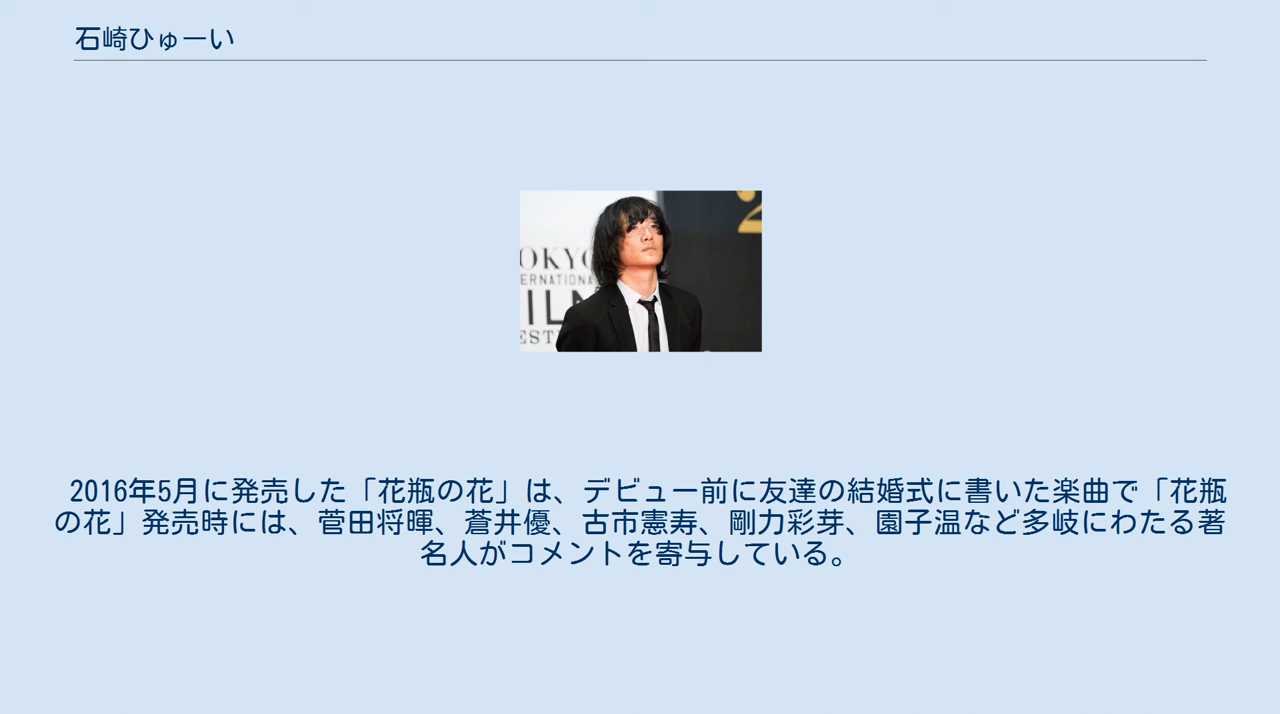 石崎ひゅーい
OKYO
ERNATIONA
FILM
EST
2016年5月に発売した「花瓶の花」は、デビュー前に友達の結婚式に書いた楽曲で「花瓶
の花」発売時には、菅田将暉、蒼井優、古市憲寿、剛力彩芽、園子温など多岐にわたる著
名人がコメントを寄与している。